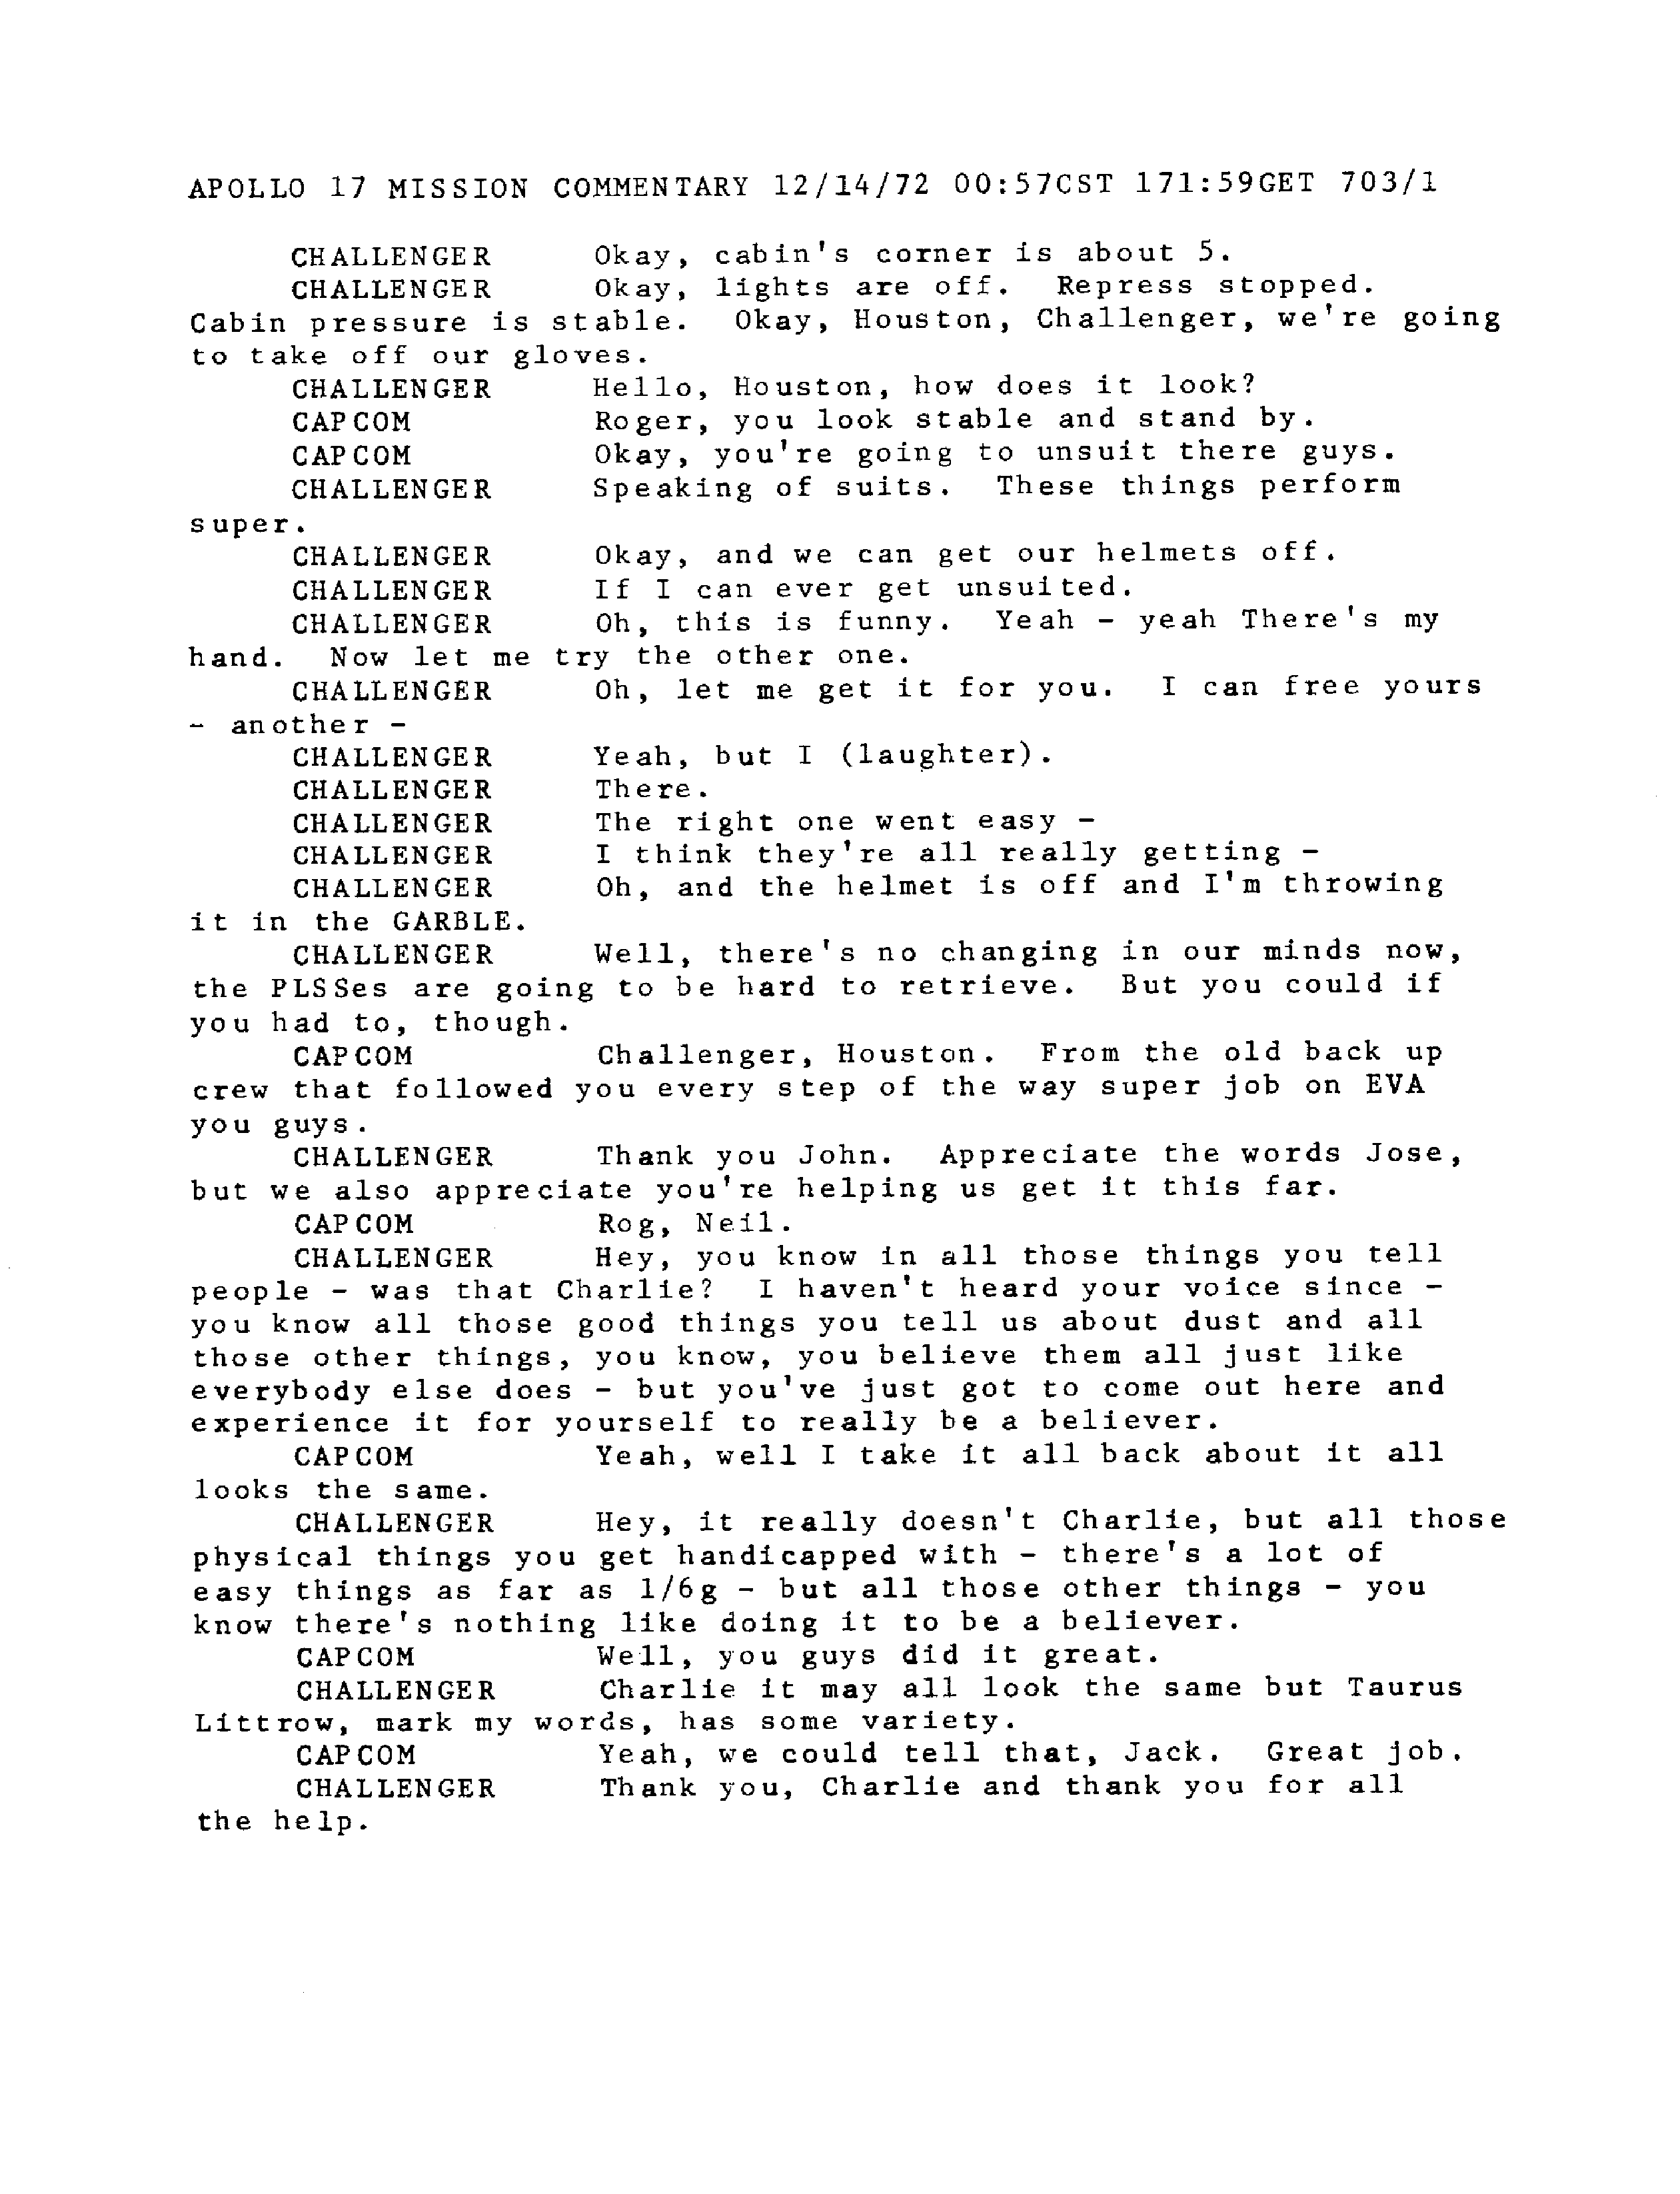 APOLLO 17 MISSION COMMENTARY 12/14/72 00:57CST 171:59GET 703/1
CHALLENGER Okay, cabin's corner is about 5.
CHALLENGER Okay, lights are off. Repress stopped.
Cabin pressure is stable. Okay, Houston, Challenger, we're going
to take off our gloves.
CHALLENGER Hello, Houston, how does it look?
CAPCOM Roger, you look stable and stand by.
CAPCOM Okay, you're going to unsuit there guys.
CHALLENGER Speaking of suits. These things perform
super.
CHALLENGER Okay, and we can get our helmets off.
CHALLENGER If I can ever get unsuited.
CHALLENGER Oh, this is funny. Yeah - yeah There's my
hand. Now let me try the other one.
CHALLENGER Oh, let me get it for you. I can free yours
- another -
CHALLENGER Yeah, but I (laughter).
CHALLENGER There.
CHALLENGER The right one went easy -
CHALLENGER I think they're all really getting -
CHALLENGER Oh, and the helmet is off and I'm throwing
it in the GARBLE.
CHALLENGER Well, there's no changing in our minds now,
the PLSSes are going to be hard to retrieve. But you could if
you had to, though.
CAPCOM Challenger, Houston. From the old back up
crew that followed you every step of the way super job on EVA
you guys.
CHALLENGER Thank you John. Appreciate the words Jose,
but we also appreciate you're helping us get it this far.
CAPCOM Rog, Neil.
CHALLENGER Hey, you know in all those things you tell
people - was that Charlie? I haven't heard your voice since -
you know all those good things you tell us about dust and all
those other things, you know, you believe them all just like
everybody else does - but you've just got to come out here and
experience it for yourself to really be a believer.
CAPCOM Yeah, well I take it all back about it all
looks the same.
CHALLENGER Hey, it really doesn't Charlie, but all those
physical things you get handicapped with - there's a lot of
easy things as far as 1/6g - but all those other things - you
know there's nothing like doing it to be a believer.
CAPCOM Well, you guys did it great.
CHALLENGER Charlie it may all look the same but Taurus
Littrow, mark my words, has some variety.
CAPCOM Yeah, we could tell that, Jack. Great job.
CHALLENGER Thank you, Charlie and thank you for all
the help.